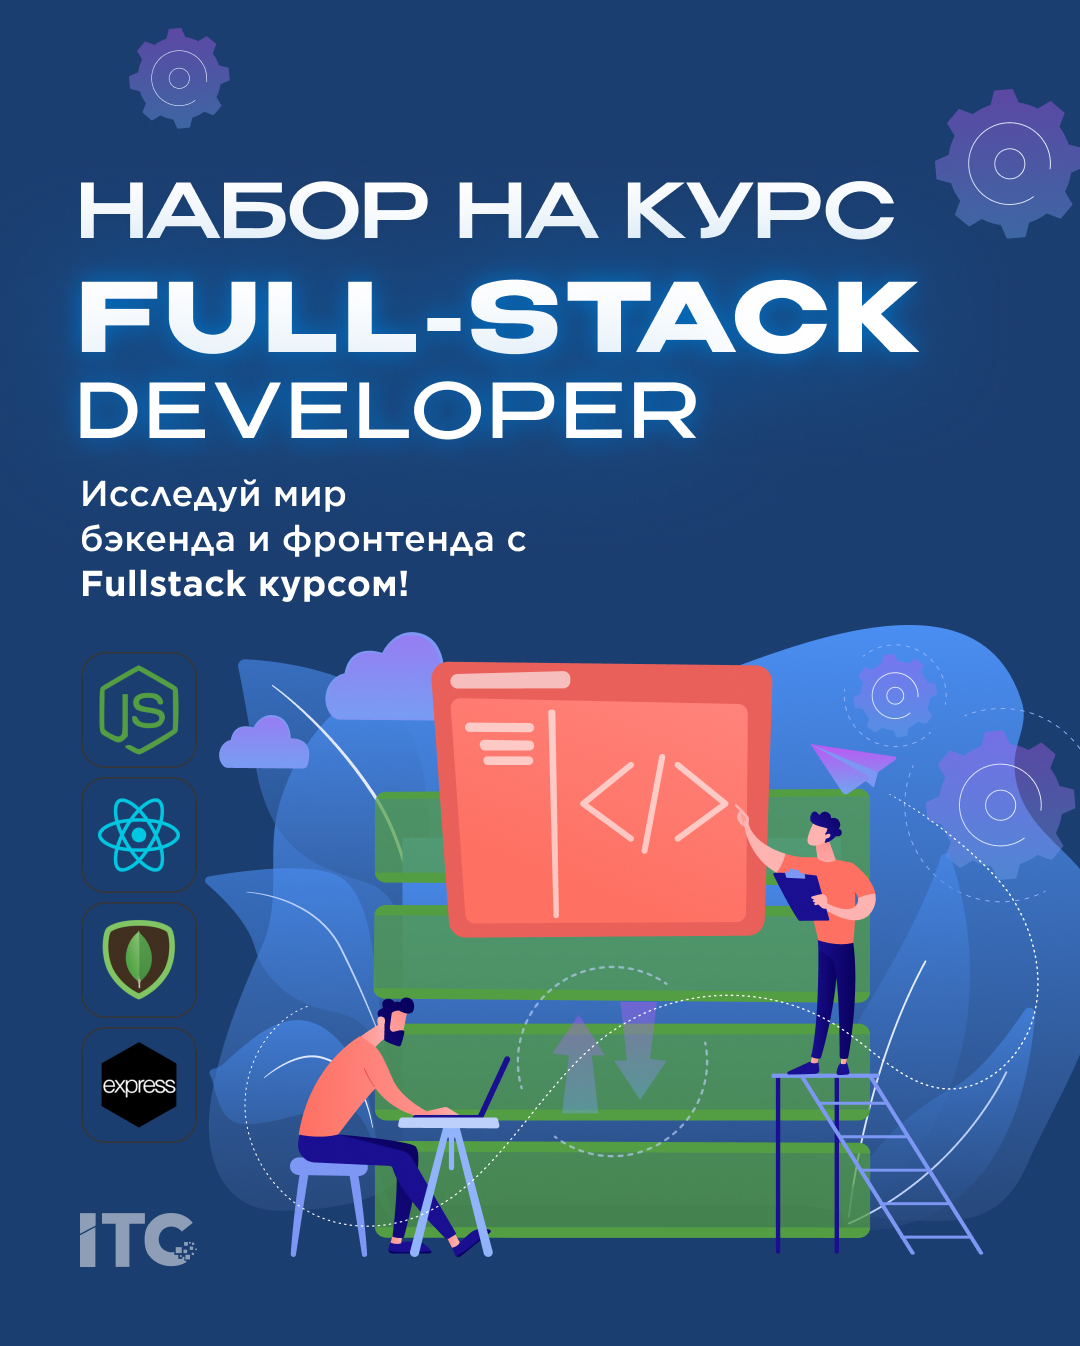 НАБОР НА КУРС
FULL-STACK
DEVELOPER
Исследуй мир
бэкенда и фронтенда с
Fullstack курсом!
JS
</>
express
ITC